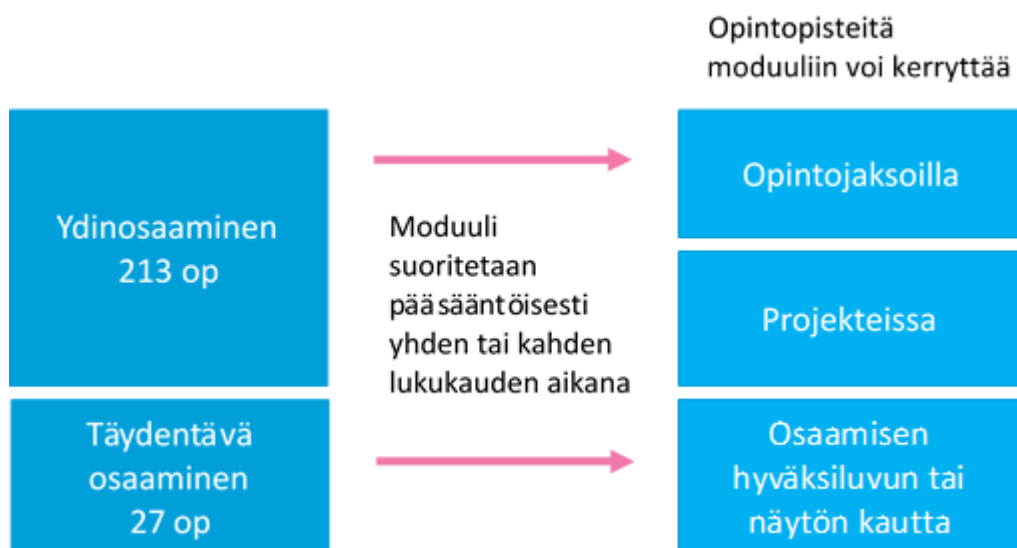 Opintopisteitä
moduuliin voi kerryttää
Ydinosaaminen
213 op
Täydentävä
osaaminen
27 op
Moduuli
suoritetaan
pääsääntöisesti
yhden tai kahden
lukukauden aikana
Opintojaksoilla
Projekteissa
Osaamisen
hyväksiluvun tai
näytön kautta